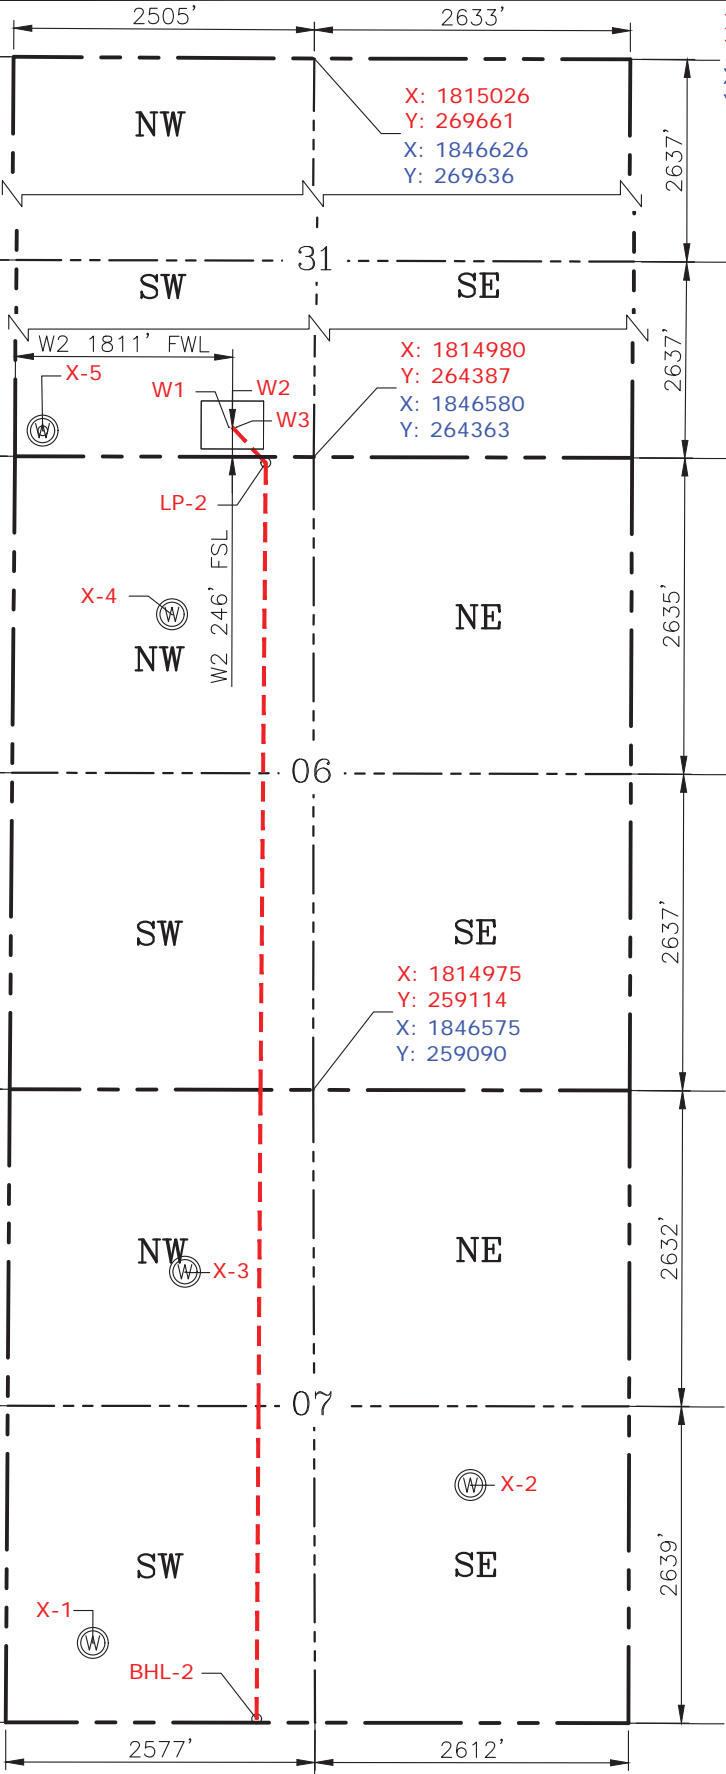 2505' 2633'
NW
X: 1815026
Y: 269661
X: 1846626
Y: 269636
2637'
31
SW SE
2637'
W2 1811' FWL
X: 1814980
Y: 264387
X: 1846580
Y: 264363
X-5
W
W1 W2
W3
LP-2
W2 246' FSL
X-4
W
NW NE
2635'
06
SW SE
2637'
X: 1814975
Y: 259114
X: 1846575
Y: 259090
NW NE
W X-3
2632'
07
W X-2
SW SE
2639'
X-1
W
BHL-2
2577' 2612'